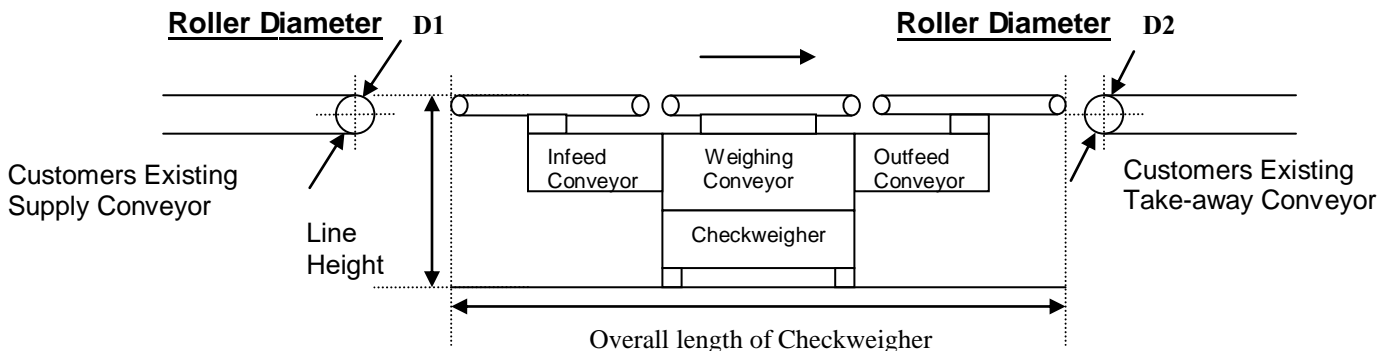 Roller Diameter D1
Roller Diameter D2
Customers Existing
Supply Conveyor
Line
Height
Infeed
Conveyor
Weighing
Conveyor
Outfeed
Conveyor
Checkweigher
Customers Existing
Take-away Conveyor
Overall length of Checkweigher